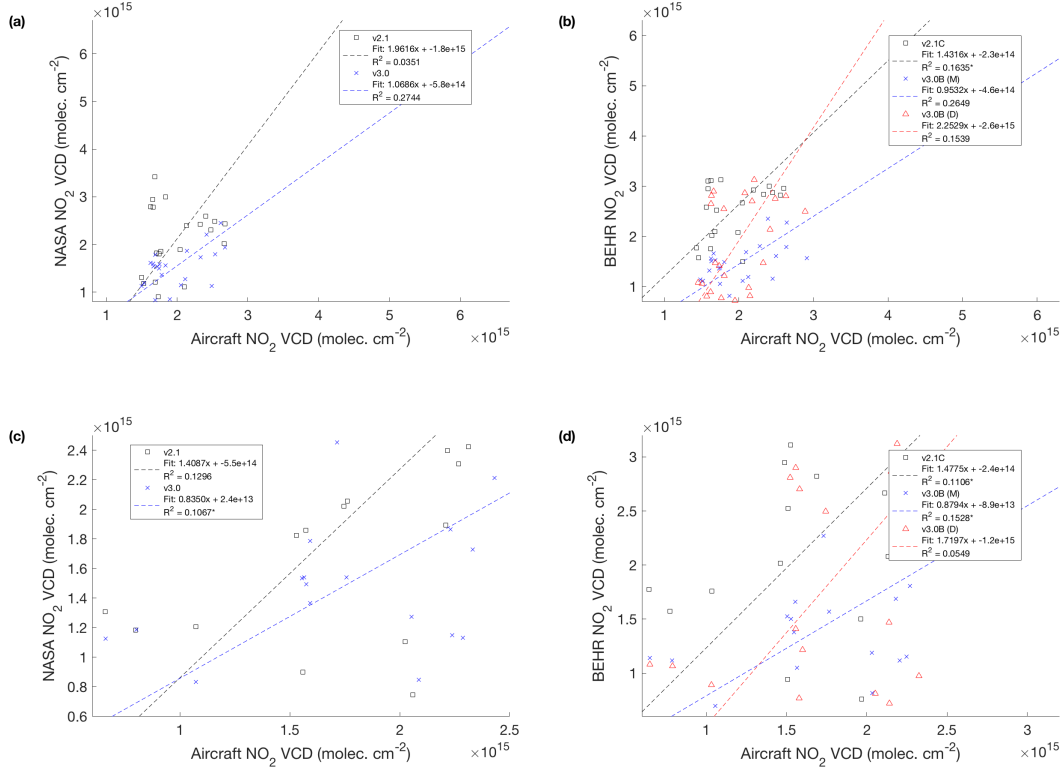 (a)
×10^15
6
5
4
3
2
1
NASA NO2 VCD (molec. cm-2)
v2.1
Fit: 1.9616x + -1.8e+15
R2 = 0.0351
v3.0
Fit: 1.0686x + -5.8e+14
R2 = 0.2744
1 2 3 4 5 6
Aircraft NO2 VCD (molec. cm-2)
×10^15
(b)
×10^15
6
5
4
3
2
1
BEHR NO2 VCD (molec. cm-2)
v2.1C
Fit: 1.4316x + -2.3e+14
R2 = 0.1635*
v3.0B (M)
Fit: 0.9532x + -4.6e+14
R2 = 0.2649
v3.0B (D)
Fit: 2.2529x + -2.6e+15
R2 = 0.1539
1 2 3 4 5 6
Aircraft NO2 VCD (molec. cm-2)
×10^15
(c)
×10^15
2.4
2.2
2
1.8
1.6
1.4
1.2
1
0.8
0.6
NASA NO2 VCD (molec. cm-2)
v2.1
Fit: 1.4087x + -5.5e+14
R2 = 0.1296
v3.0
Fit: 0.8350x + 2.4e+13
R2 = 0.1067*
1 1.5 2 2.5
Aircraft NO2 VCD (molec. cm-2)
×10^15
(d)
×10^15
3
2.5
2
1.5
1
BEHR NO2 VCD (molec. cm-2)
v2.1C
Fit: 1.4775x + -2.4e+14
R2 = 0.1106*
v3.0B (M)
Fit: 0.8794x + -8.9e+13
R2 = 0.1528*
v3.0B (D)
Fit: 1.7197x + -1.2e+15
R2 = 0.0549
1 1.5 2 2.5 3
Aircraft NO2 VCD (molec. cm-2)
×10^15